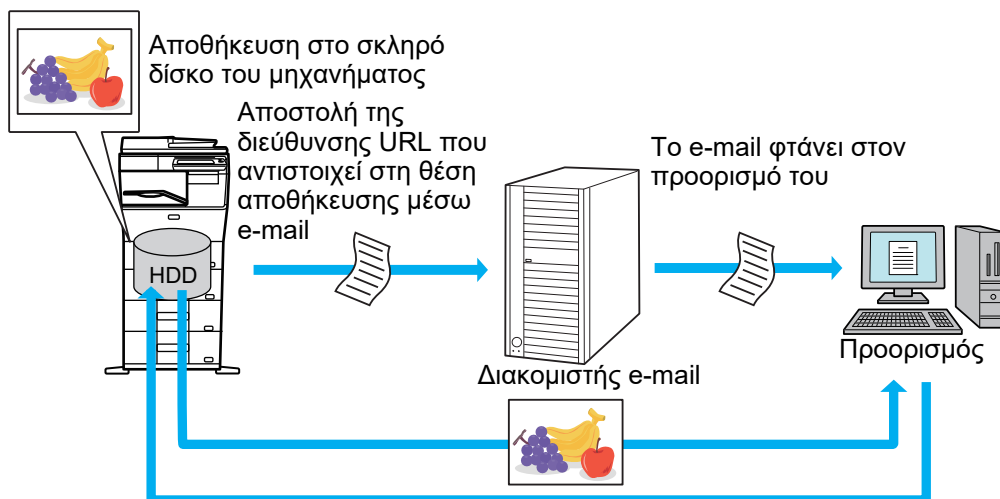 Αποθήκευση στο σκληρό
δίσκο του μηχανήματος
Αποστολή της
διεύθυνσης URL που
αντιστοιχεί στη θέση
αποθήκευσης μέσω
e-mail
Το e-mail φτάνει στον
προορισμό του
HDD
Προορισμός
Διακομιστής e-mail